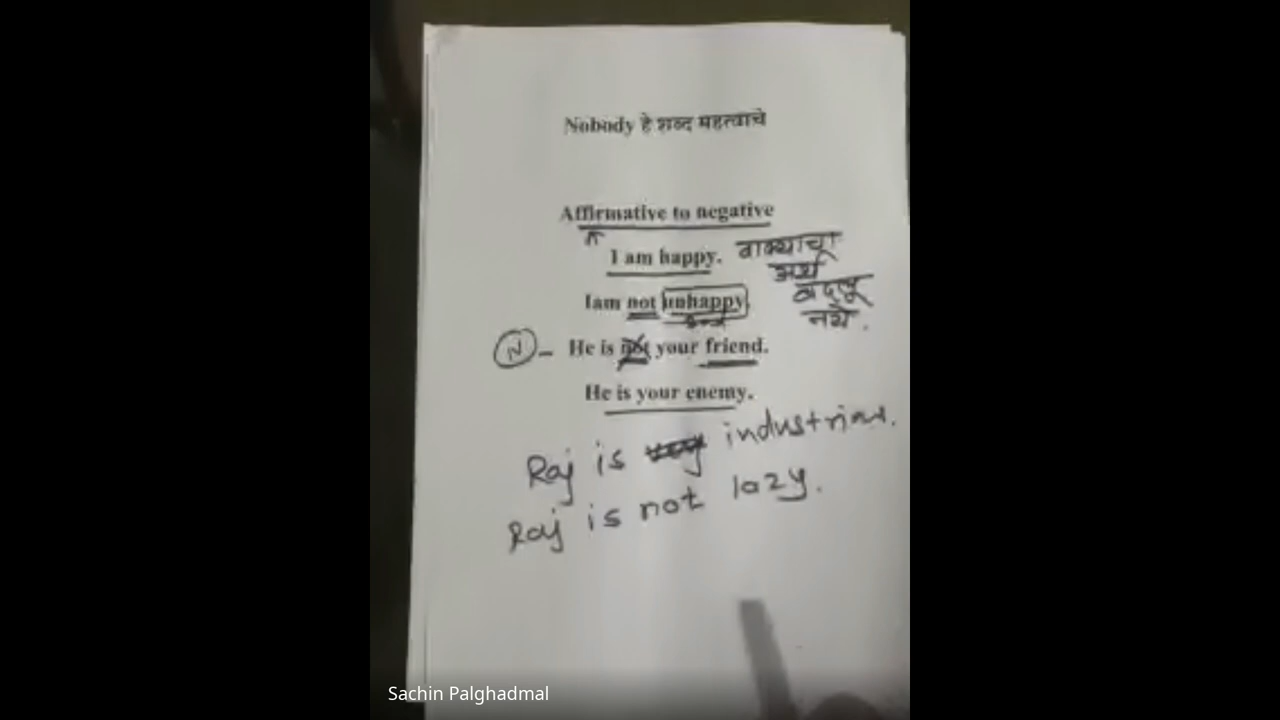 Nobody हे शब्द महत्वाचे
Affirmative to negative
I am happy.
वाक्याचा
अर्थ
बदलू
नये.
Iam not unhappy
N - He is not your friend.
He is your enemy.
Raj is very industrious.
Raj is not lazy.
Sachin Palghadmal